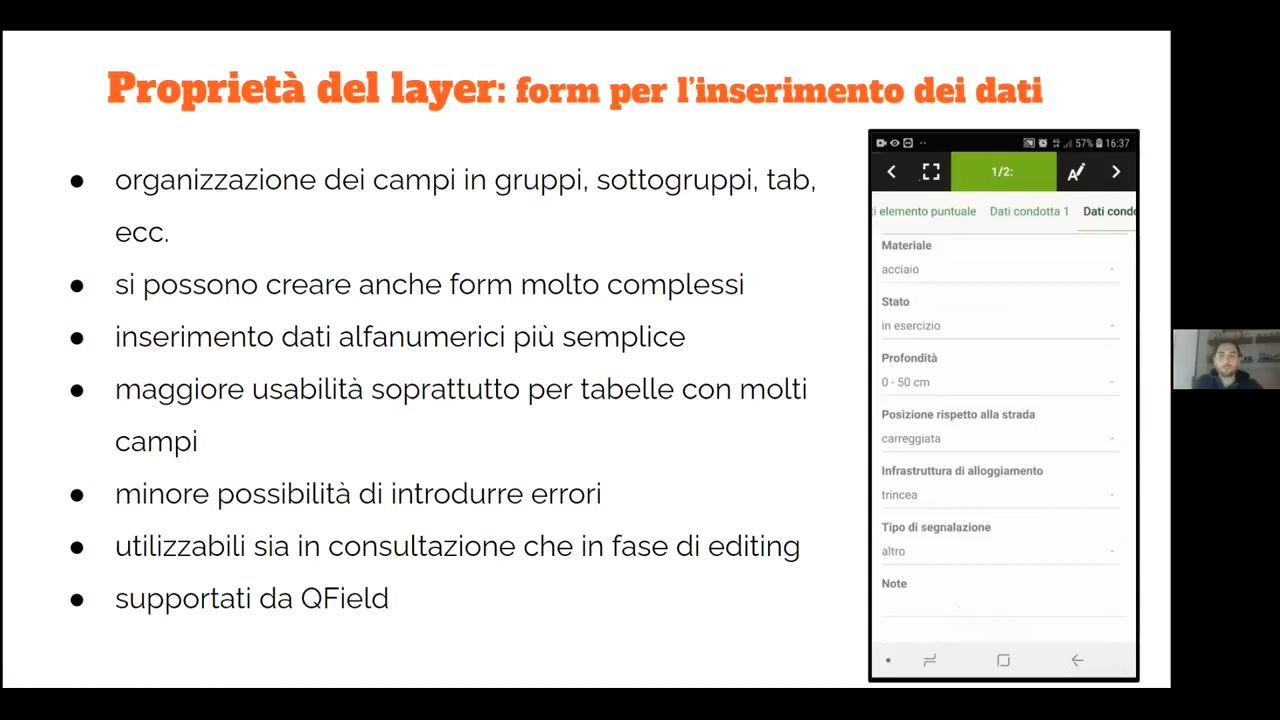 Proprietà del layer: form per l’inserimento dei dati
● organizzazione dei campi in gruppi, sottogruppi, tab,
ecc.
● si possono creare anche form molto complessi
● inserimento dati alfanumerici più semplice
● maggiore usabilità soprattutto per tabelle con molti
campi
● minore possibilità di introdurre errori
● utilizzabili sia in consultazione che in fase di editing
● supportati da QField
57% 16:37
1/2:
i elemento puntuale Dati condotta 1 Dati condo
Materiale
acciaio
Stato
in esercizio
Profondità
0 - 50 cm
Posizione rispetto alla strada
carreggiata
Infrastruttura di alloggiamento
trincea
Tipo di segnalazione
altro
Note